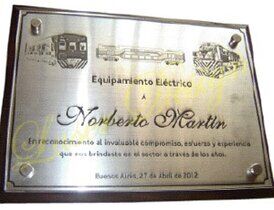 Equipamiento Eléctrico
A
Norberto Martín
En reconocimiento al invaluable compromiso, esfuerzo y experiencia
que nos brindaste en el sector a través de los años.
Buenos Aires, 27 de Abril de 2012